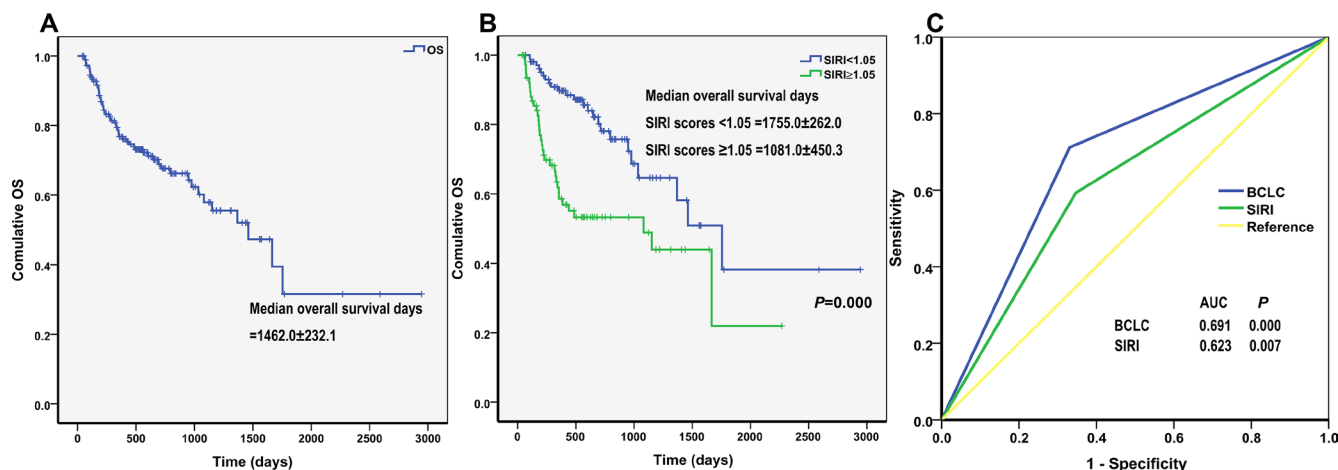 A
OS
1.0
0.8
0.6
0.4
0.2
0.0
Comulative OS
Median overall survival days
=1462.0±232.1
0
500
1000
1500
2000
2500
3000
Time (days)
B
SIRI<1.05
SIRI≥1.05
Median overall survival days
SIRI scores <1.05 =1755.0±262.0
SIRI scores ≥1.05 =1081.0±450.3
1.0
0.8
0.6
0.4
0.2
0.0
Comulative OS
P=0.000
0
500
1000
1500
2000
2500
3000
Time (days)
C
1.0
0.8
0.6
0.4
0.2
0.0
Sensitivity
BCLC
SIRI
Reference
AUC P
BCLC 0.691 0.000
SIRI 0.623 0.007
0.0
0.2
0.4
0.6
0.8
1.0
1 - Specificity